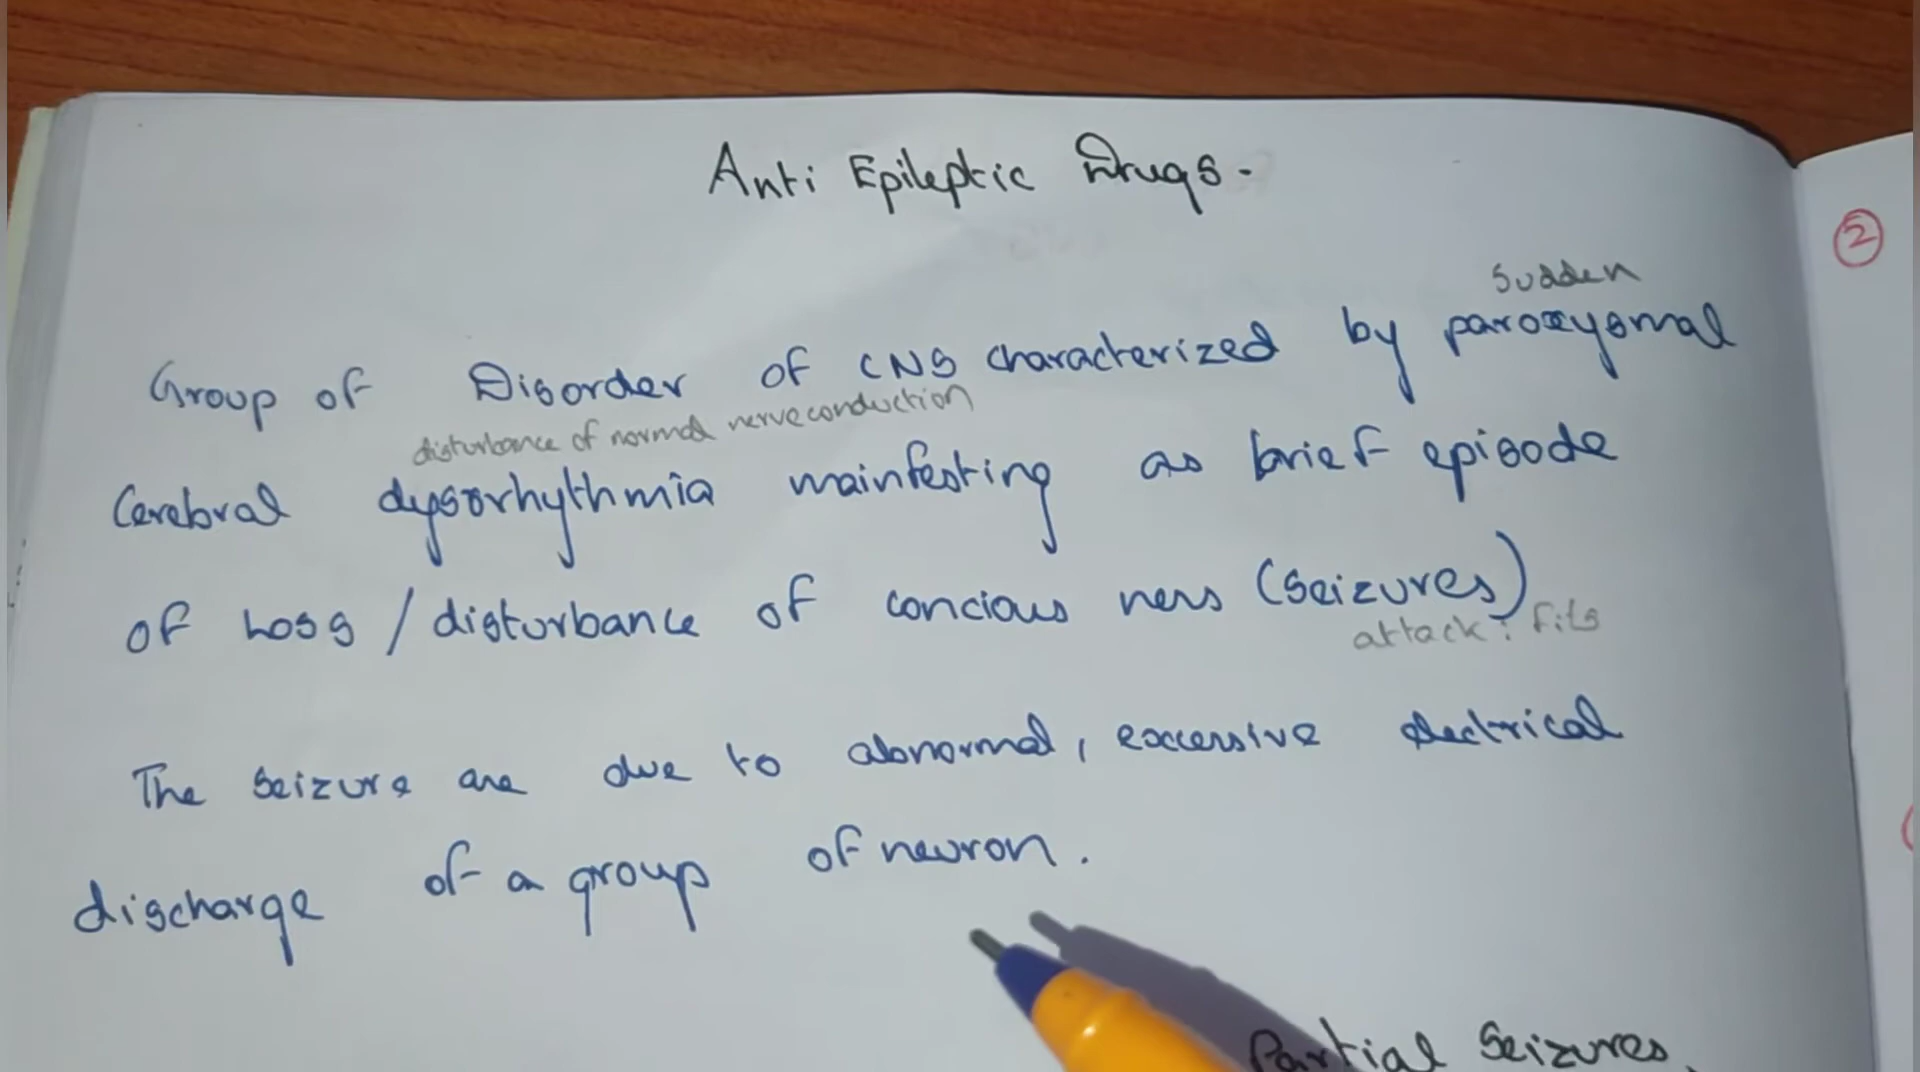 Anti Epileptic Drugs.
②
Sudden
Group of Disorder of CNS characterized by paroxysmal
disturbance of normal nerve conduction
Cerebral dysrhythmia mainfesting as brief episode
of Loss / disturbance of concious ness (Seizures)
attack : fits
The Seizure are due to abnormal, excessive electrical
discharge of a group of neuron.
Partial Seizures